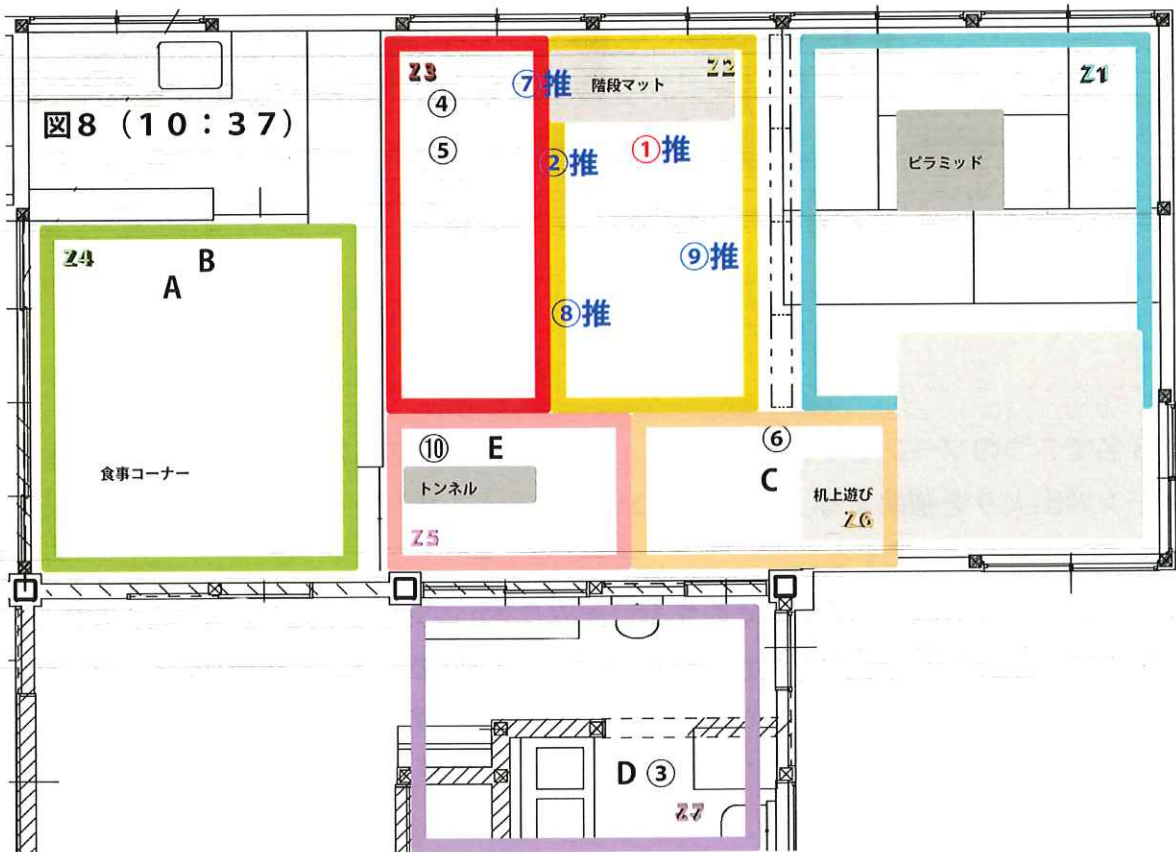 Z3
④
⑤
⑦推
階段マット
Z2
①推
②推
⑨推
⑧推
Z1
ピラミッド
図8（10：37）
Z4
A
B
食事コーナー
⑩
E
トンネル
Z5
⑥
C
机上遊び
Z6
D③
Z7